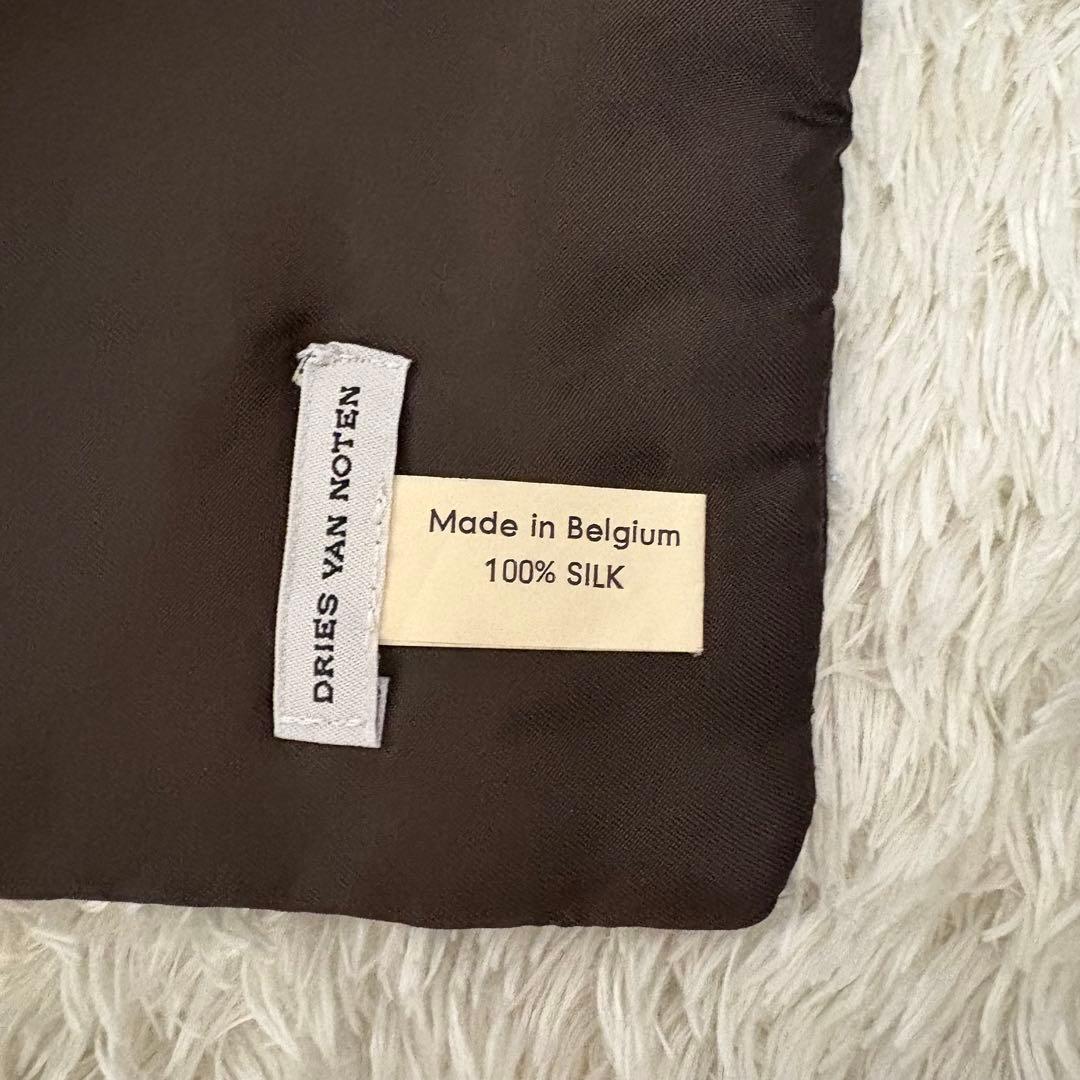 DRIES VAN NOTEN
Made in Belgium
100% SILK